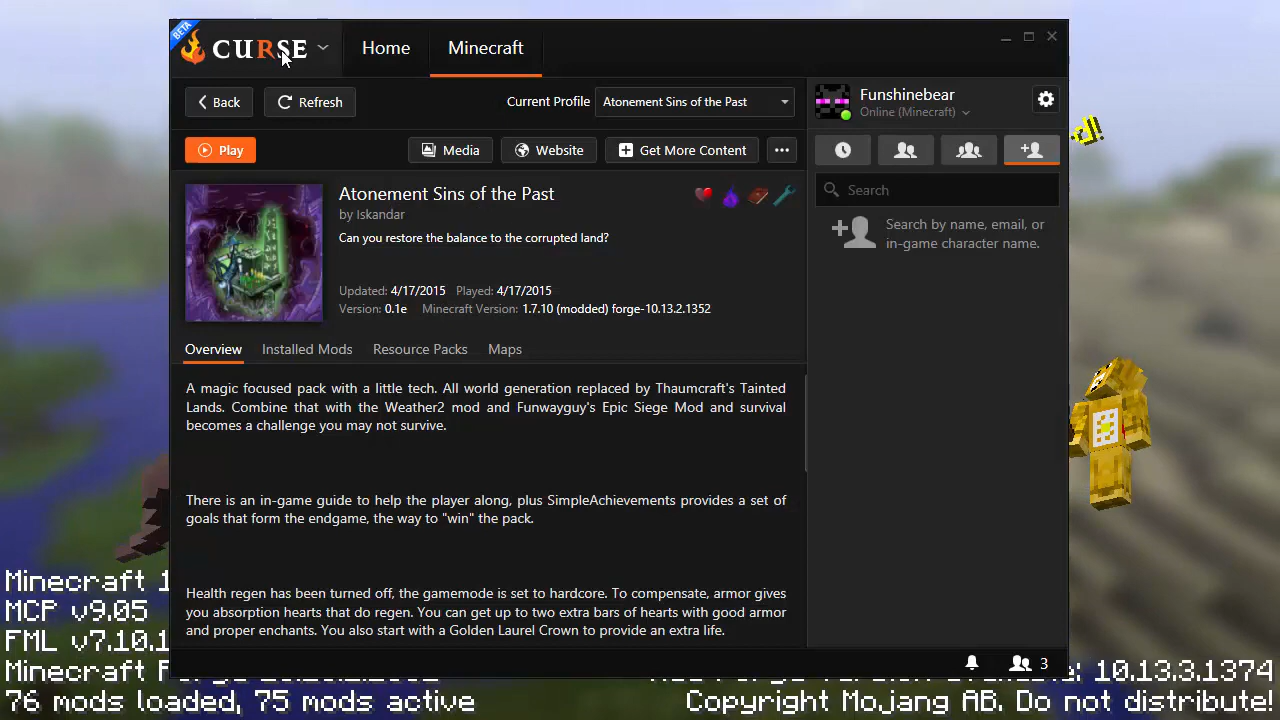 BETA
CURSE
Home
Minecraft
Back
Refresh
Current Profile
Atonement Sins of the Past
Funshinebear
Online (Minecraft)
Play
Media
Website
Get More Content
Search
Search by name, email, or
in-game character name.
Atonement Sins of the Past
by Iskandar
Can you restore the balance to the corrupted land?
Updated: 4/17/2015 Played: 4/17/2015
Version: 0.1e Minecraft Version: 1.7.10 (modded) forge-10.13.2.1352
Overview
Installed Mods
Resource Packs
Maps
A magic focused pack with a little tech. All world generation replaced by Thaumcraft's Tainted
Lands. Combine that with the Weather2 mod and Funwayguy's Epic Siege Mod and survival
becomes a challenge you may not survive.
There is an in-game guide to help the player along, plus SimpleAchievements provides a set of
goals that form the endgame, the way to "win" the pack.
Health regen has been turned off, the gamemode is set to hardcore. To compensate, armor gives
you absorption hearts that do regen. You can get up to two extra bars of hearts with good armor
and proper enchants. You also start with a Golden Laurel Crown to provide an extra life.
3
Minecraft 1
MCP v9.05
FML v7.10.1
Minecraft
: 10.13.3.1374
76 mods loaded, 75 mods active
Copyright Mojang AB. Do not distribute!